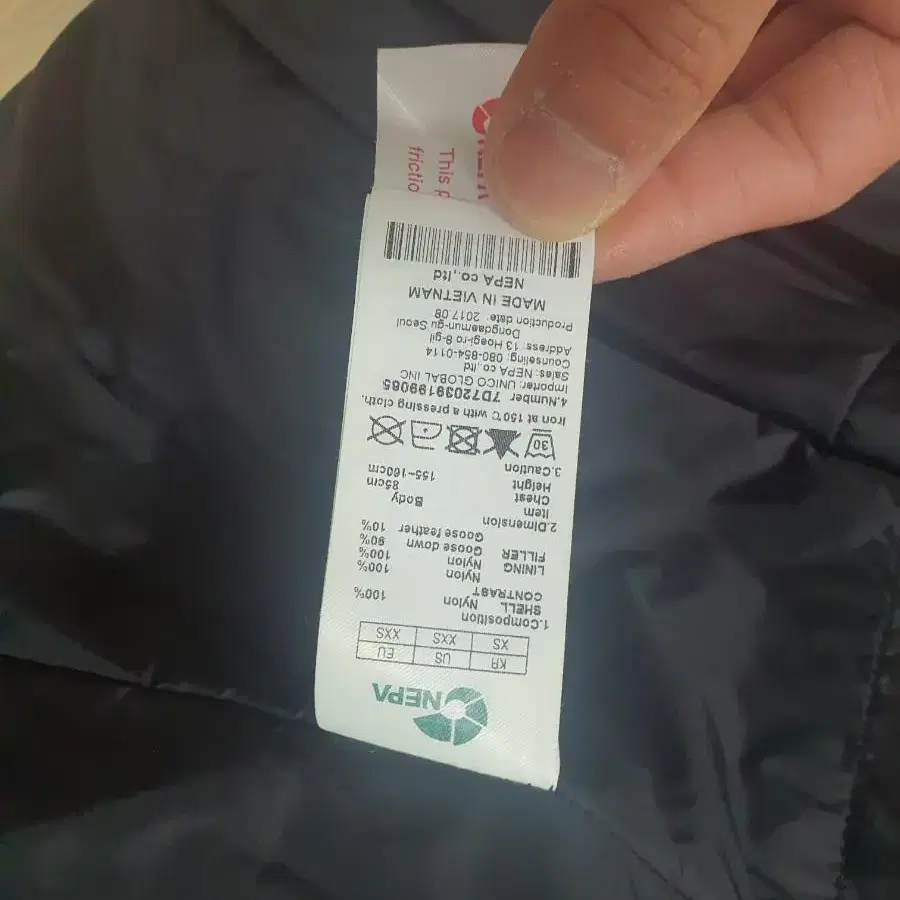 NEPA
KR US EU
XS XXS XXS
1.Composition
SHELL Nylon 100%
CONTRAST
Nylon 100%
LINING Nylon 100%
FILLER Goose down 90%
Goose feather 10%
2.Dimension
Item Body
Chest 85cm
Height 155~160cm
3.Caution
30
Iron at 150℃ with a pressing cloth.
4.Number 7D72039199065
Importer: UNICO GLOBAL INC
Sales: NEPA co.,ltd
Counseling: 080-854-0114
Address: 13 Hoegi-ro 8-gil
Dongdaemun-gu Seoul
Production date: 2017.08
MADE IN VIETNAM
NEPA co.,ltd
This
frictio